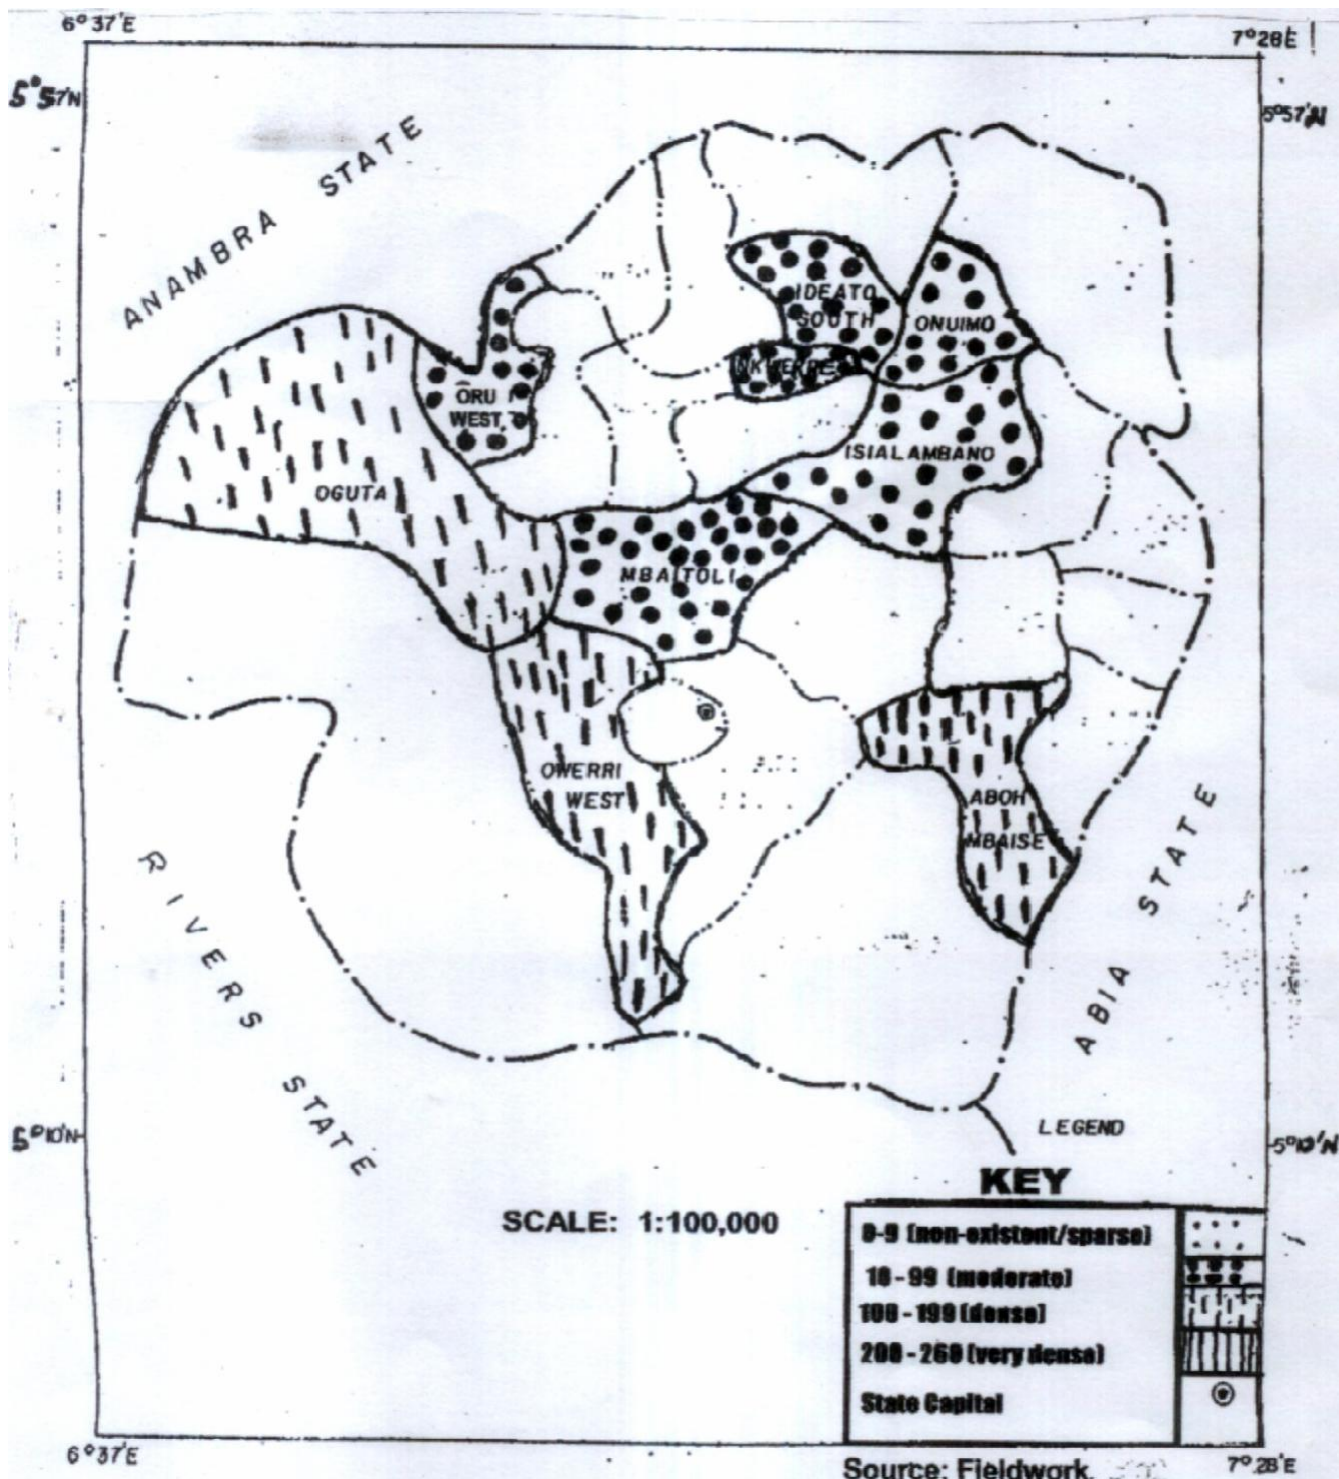 6°37'E
7°28'E
5°57'N
5°57'N
ANAMBRA STATE
IDEATO
SOUTH
ONUIMO
NKWERRE
ORU
WEST
ISIALAMBANO
OGUTA
MBAITOLI
OWERRI
WEST
ABOH
MBAISE
RIVERS STATE
ABIA STATE
LEGEND
5°10'N
5°10'N
KEY
SCALE: 1:100,000
0-9 (non-existent/sparse)
10 - 99 (moderate)
100 - 199 (dense)
200 - 260 (very dense)
State Capital
6°37'E
7°28'E
Source: Fieldwork.